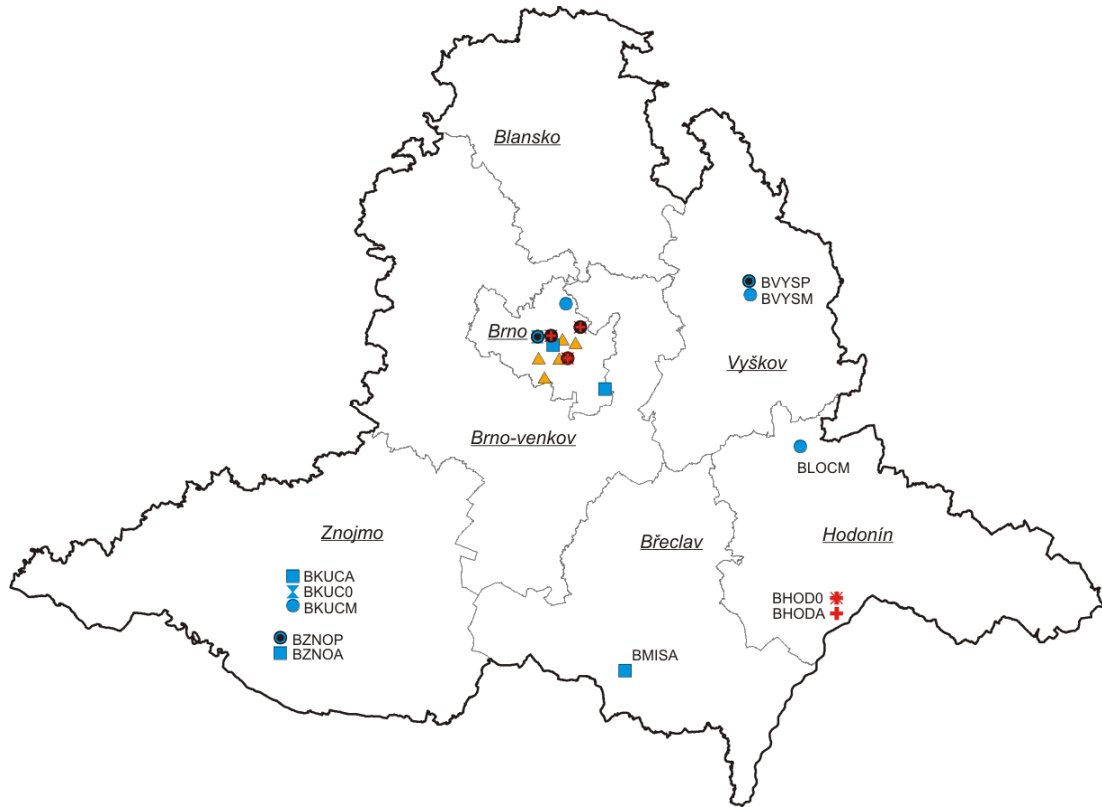 Blansko
BVYSP
BVYSM
Brno
Vyškov
Brno-venkov
BLOCM
Znojmo
Břeclav
Hodonín
BKUCA
BKUC0
BKUCM
BHOD0
BHODA
BZNOP
BZNOA
BMISA